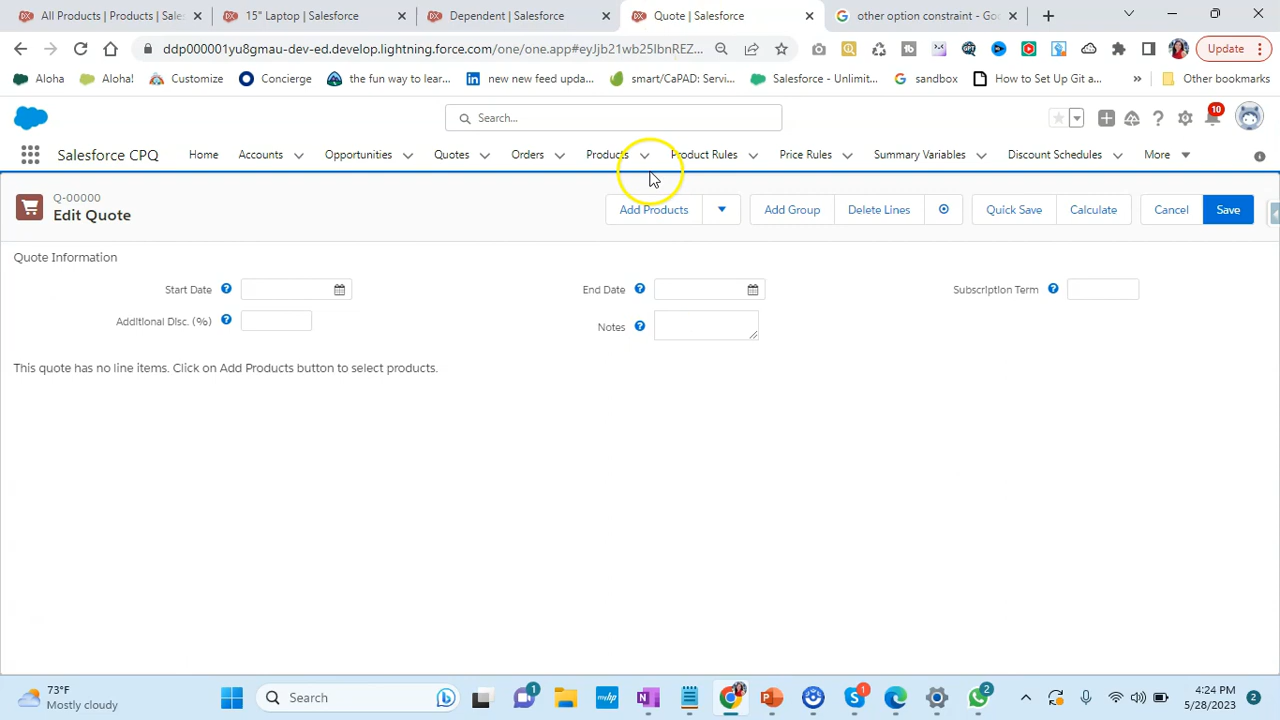 All Products | Products | Sales
15" Laptop | Salesforce
Dependent | Salesforce
Quote | Salesforce
other option constraint - Goo
ddp000001yu8gmau-dev-ed.develop.lightning.force.com/one/one.app#eyJjb21wb25lbnREZ...
Update
Aloha
Aloha!
Customize
Concierge
the fun way to lear...
new new feed upda...
smart/CaPAD: Servi...
Salesforce - Unlimit...
sandbox
How to Set Up Git a...
»
Other bookmarks
Search...
10
Salesforce CPQ
Home
Accounts
Opportunities
Quotes
Orders
Products
Product Rules
Price Rules
Summary Variables
Discount Schedules
More
Q-00000
Edit Quote
Add Products
Add Group
Delete Lines
Quick Save
Calculate
Cancel
Save
Quote Information
Start Date
End Date
Subscription Term
Additional Disc. (%)
Notes
This quote has no line items. Click on Add Products button to select products.
73°F
Mostly cloudy
Search
1
1
2
4:24 PM
5/28/2023
2